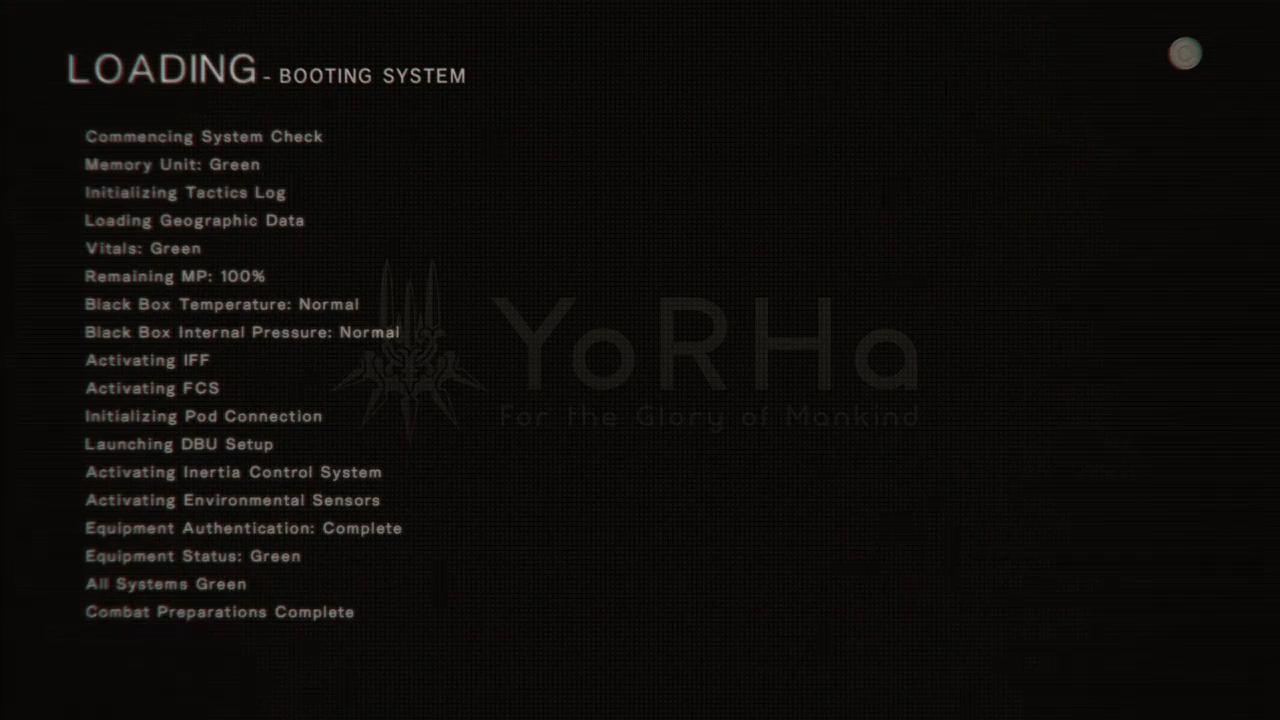 LOADING - BOOTING SYSTEM
Commencing System Check
Memory Unit: Green
Initializing Tactics Log
Loading Geographic Data
Vitals: Green
Remaining MP: 100%
Black Box Temperature: Normal
Black Box Internal Pressure: Normal
Activating IFF
Activating FCS
Initializing Pod Connection
Launching DBU Setup
Activating Inertia Control System
Activating Environmental Sensors
Equipment Authentication: Complete
Equipment Status: Green
All Systems Green
Combat Preparations Complete
YoRHa
For the Glory of Mankind